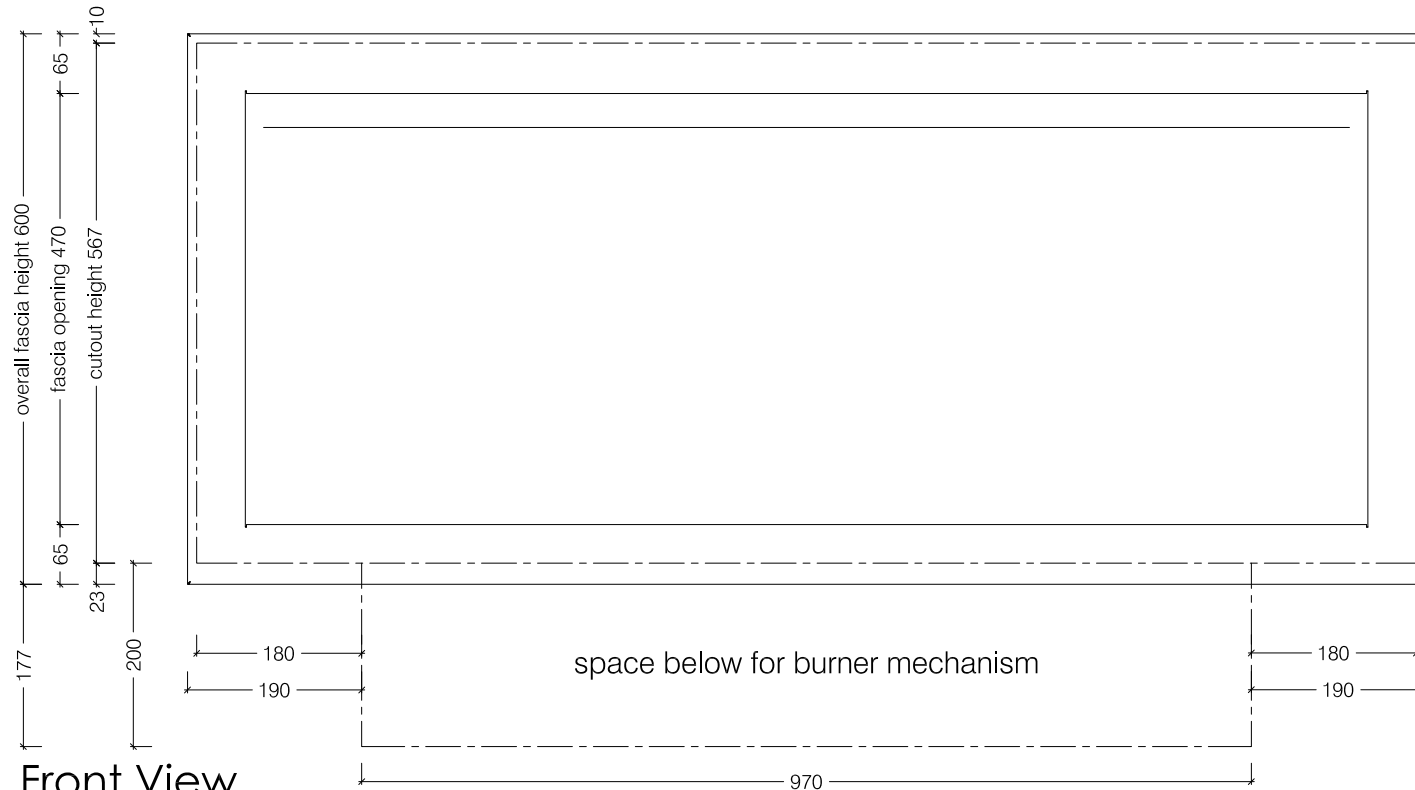 10
65
overall fascia height 600
fascia opening 470
cutout height 567
65
23
177
200
180
190
space below for burner mechanism
180
190
Front View
970